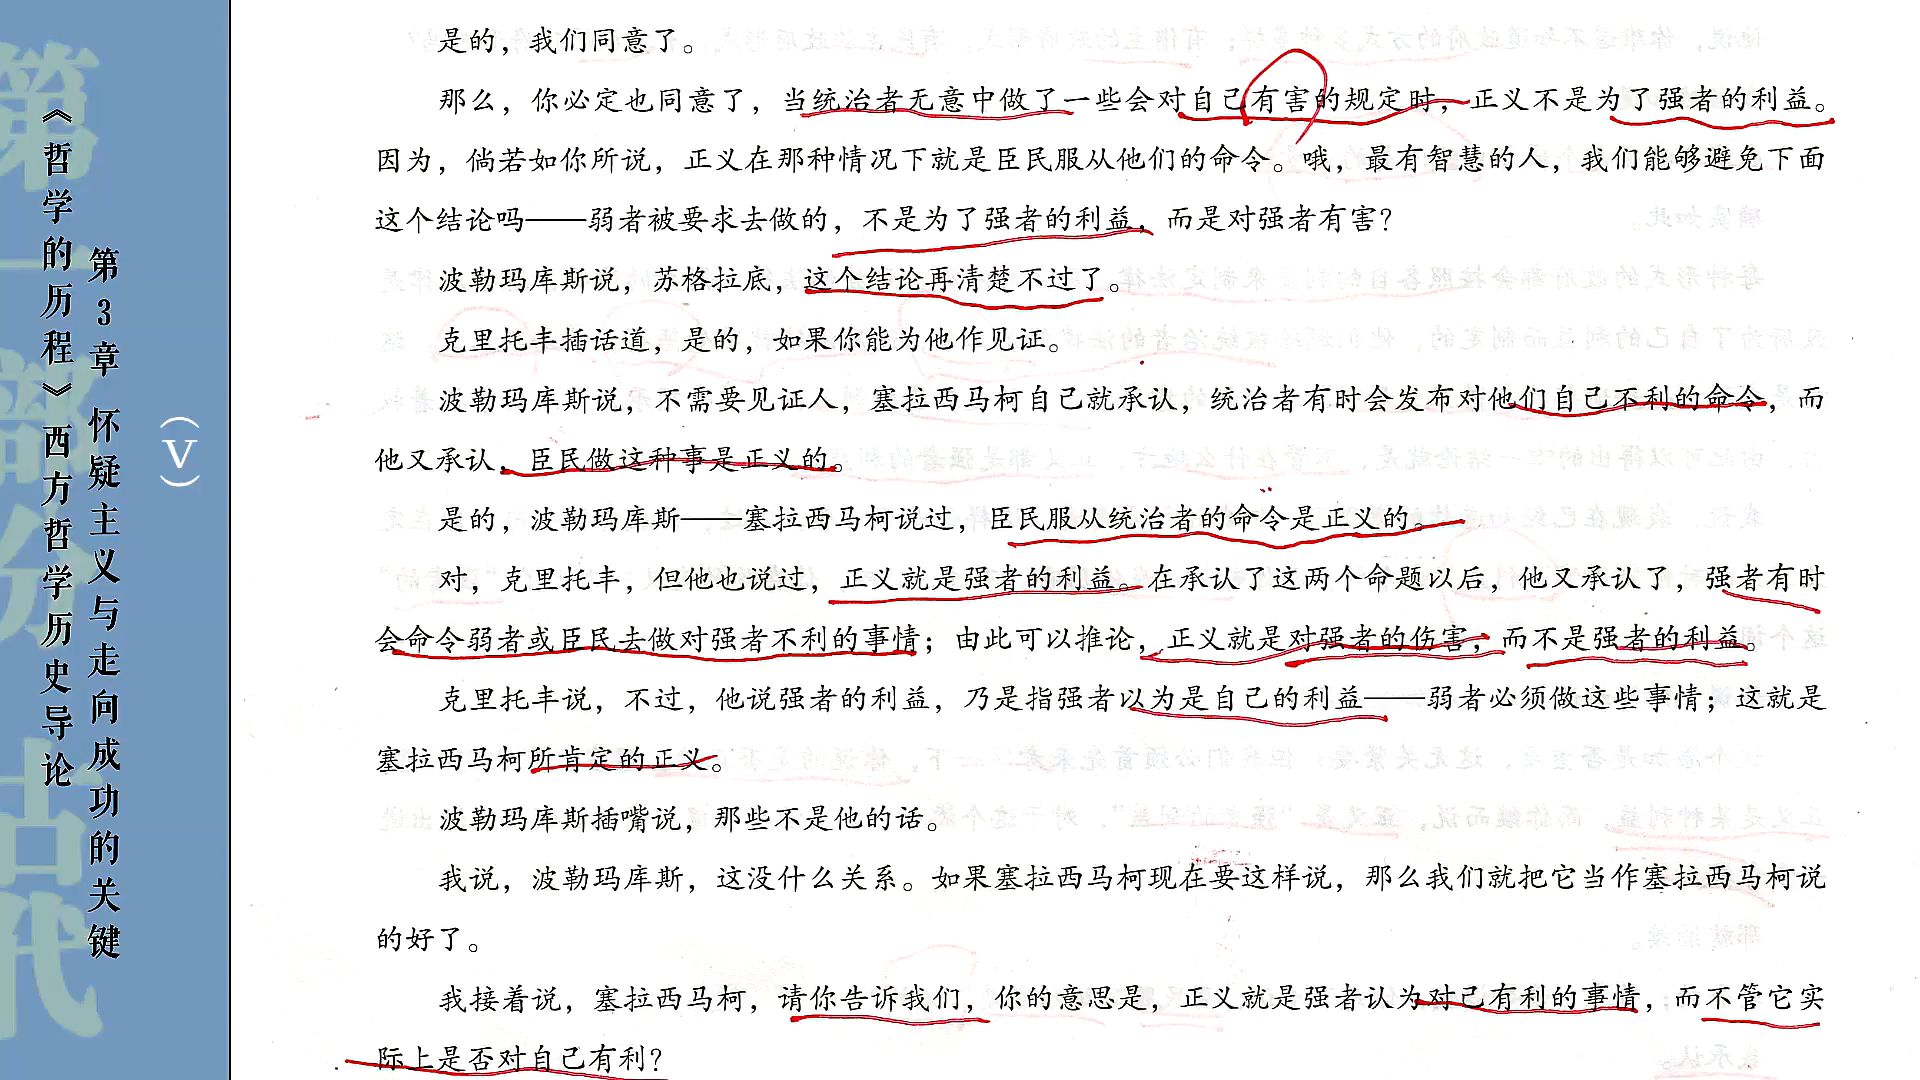 第一部分 古代
《哲学的历程》西方哲学历史导论
第3章 怀疑主义与走向成功的关键
（V）
是的，我们同意了。
那么，你必定也同意了，当统治者无意中做了一些会对自己有害的规定时，正义不是为了强者的利益。
因为，倘若如你所说，正义在那种情况下就是臣民服从他们的命令。哦，最有智慧的人，我们能够避免下面
这个结论吗——弱者被要求去做的，不是为了强者的利益，而是对强者有害？
波勒玛库斯说，苏格拉底，这个结论再清楚不过了。
克里托丰插话道，是的，如果你能为他作见证。
波勒玛库斯说，不需要见证人，塞拉西马柯自己就承认，统治者有时会发布对他们自己不利的命令，而
他又承认，臣民做这种事是正义的。
是的，波勒玛库斯——塞拉西马柯说过，臣民服从统治者的命令是正义的。
对，克里托丰，但他也说过，正义就是强者的利益。在承认了这两个命题以后，他又承认了，强者有时
会命令弱者或臣民去做对强者不利的事情；由此可以推论，正义就是对强者的伤害，而不是强者的利益。
克里托丰说，不过，他说强者的利益，乃是指强者以为是自己的利益——弱者必须做这些事情；这就是
塞拉西马柯所肯定的正义。
波勒玛库斯插嘴说，那些不是他的话。
我说，波勒玛库斯，这没什么关系。如果塞拉西马柯现在要这样说，那么我们就把它当作塞拉西马柯说
的好了。
我接着说，塞拉西马柯，请你告诉我们，你的意思是，正义就是强者认为对己有利的事情，而不管它实
际上是否对自己有利？